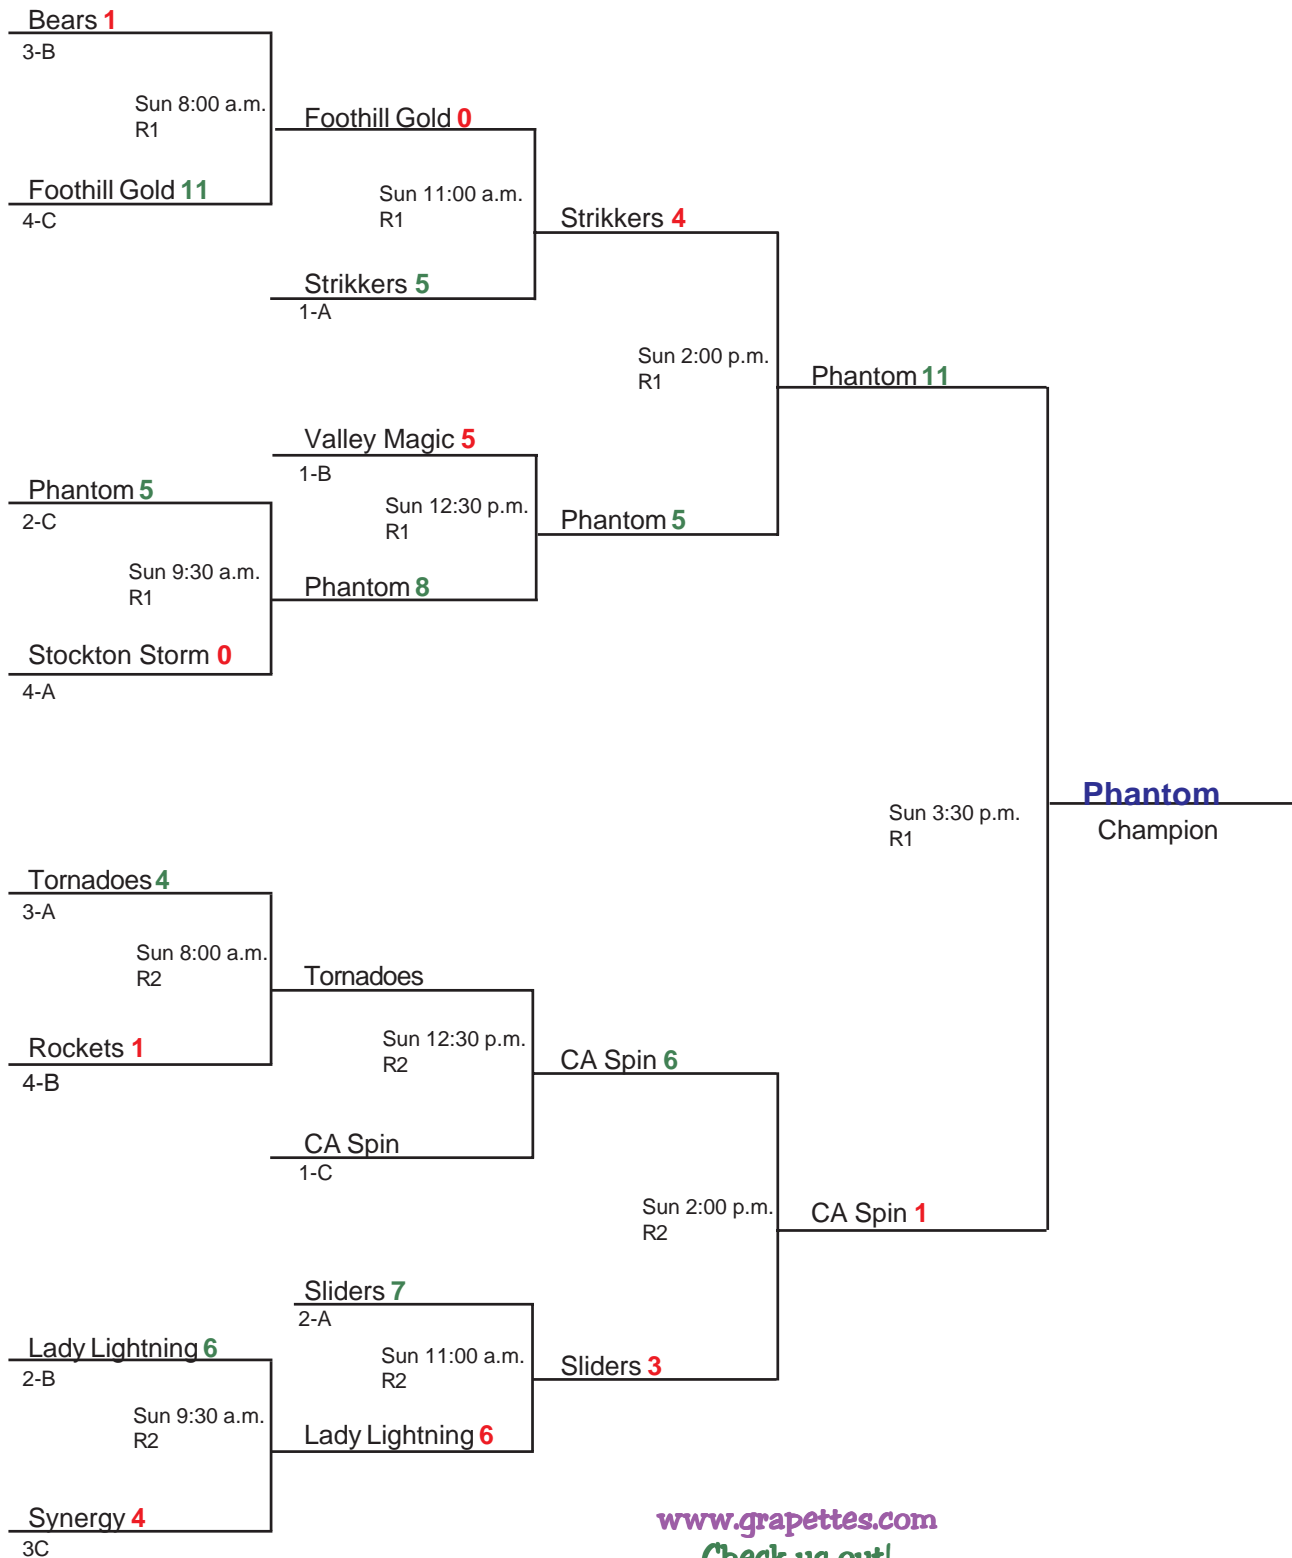 Bears 1
3-B
Sun 8:00 a.m.
R1
Foothill Gold 0
Foothill Gold 11
4-C
Sun 11:00 a.m.
R1
Strikkers 4
Strikkers 5
1-A
Sun 2:00 p.m.
R1
Phantom 11
Valley Magic 5
1-B
Phantom 5
2-C
Sun 12:30 p.m.
R1
Phantom 5
Sun 9:30 a.m.
R1
Phantom 8
Stockton Storm 0
4-A
Phantom
Champion
Sun 3:30 p.m.
R1
Tornadoes 4
3-A
Sun 8:00 a.m.
R2
Tornadoes
Rockets 1
4-B
Sun 12:30 p.m.
R2
CA Spin 6
CA Spin
1-C
Sun 2:00 p.m.
R2
CA Spin 1
Sliders 7
2-A
Lady Lightning 6
2-B
Sun 11:00 a.m.
R2
Sliders 3
Sun 9:30 a.m.
R2
Lady Lightning 6
Synergy 4
3C
www.grapettes.com
Check us out!